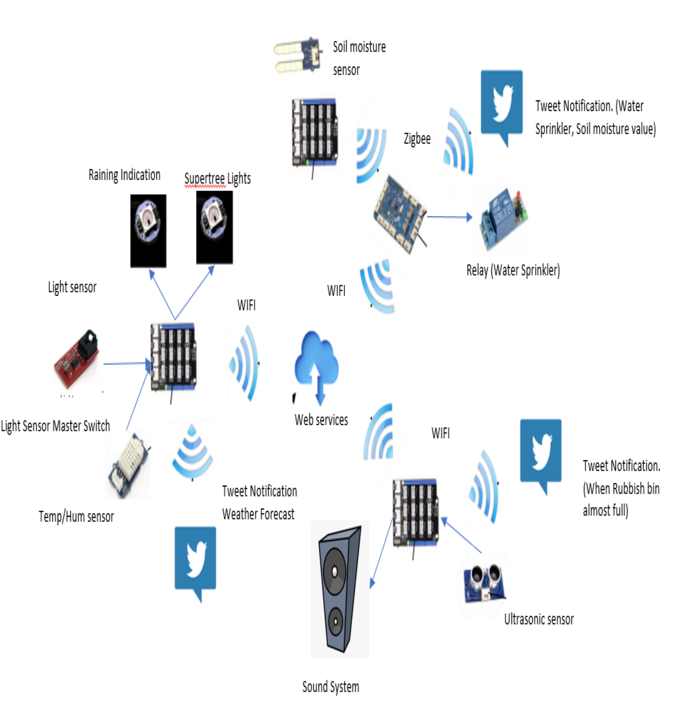 Soil moisture
sensor
Tweet Notification. (Water
Sprinkler, Soil moisture value)
Zigbee
Raining Indication
Supertree Lights
Relay (Water Sprinkler)
Light sensor
WIFI
WIFI
Light Sensor Master Switch
Web services
WIFI
Tweet Notification.
(When Rubbish bin
almost full)
Tweet Notification
Weather Forecast
Temp/Hum sensor
Ultrasonic sensor
Sound System